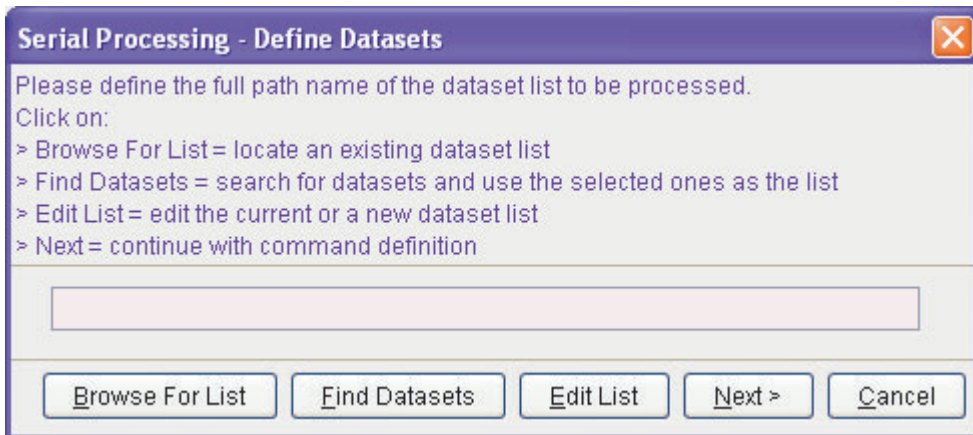 Serial Processing - Define Datasets
Please define the full path name of the dataset list to be processed.
Click on:
> Browse For List = locate an existing dataset list
> Find Datasets = search for datasets and use the selected ones as the list
> Edit List = edit the current or a new dataset list
> Next = continue with command definition
Browse For List Find Datasets Edit List Next > Cancel